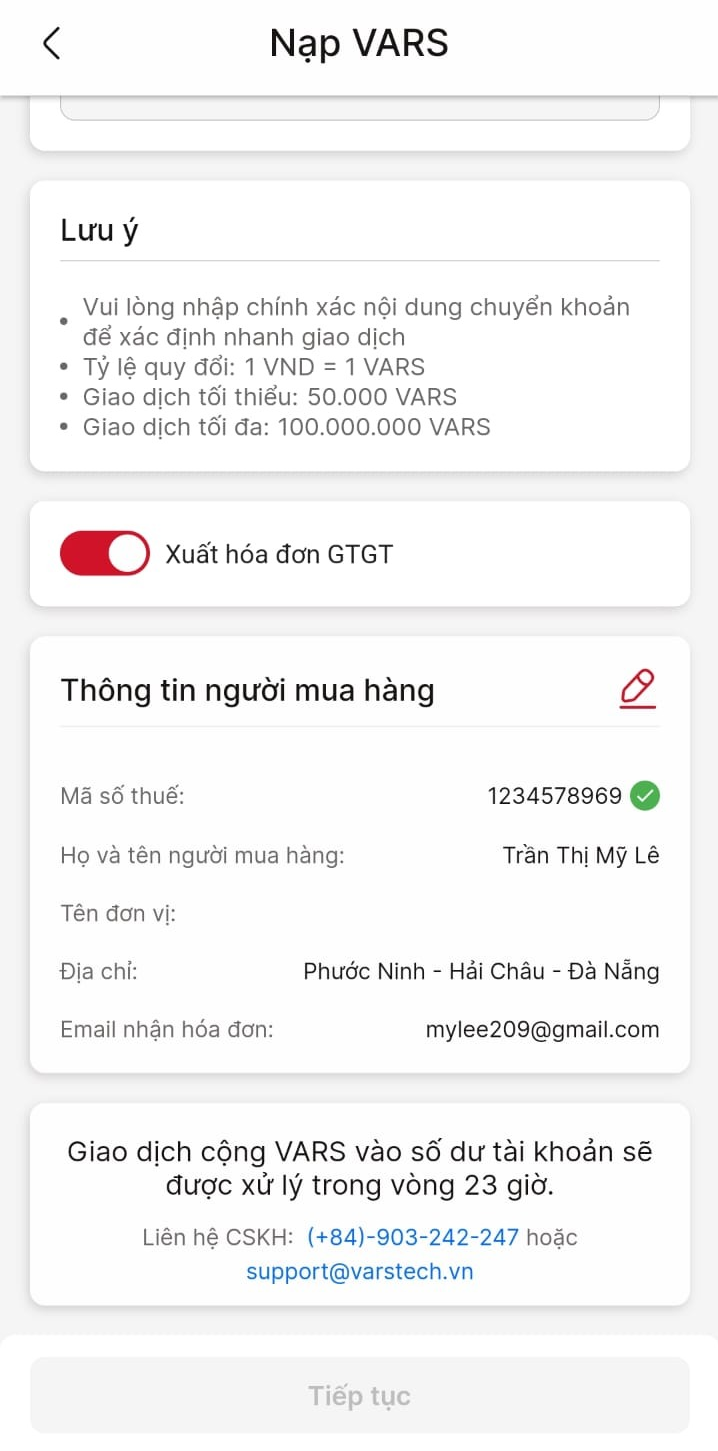 Nạp VARS
Lưu ý
• Vui lòng nhập chính xác nội dung chuyển khoản
để xác định nhanh giao dịch
• Tỷ lệ quy đổi: 1 VND = 1 VARS
• Giao dịch tối thiểu: 50.000 VARS
• Giao dịch tối đa: 100.000.000 VARS
Xuất hóa đơn GTGT
Thông tin người mua hàng
Mã số thuế: 1234578969
Họ và tên người mua hàng: Trần Thị Mỹ Lê
Tên đơn vị:
Địa chỉ: Phước Ninh - Hải Châu - Đà Nẵng
Email nhận hóa đơn: mylee209@gmail.com
Giao dịch cộng VARS vào số dư tài khoản sẽ
được xử lý trong vòng 23 giờ.
Liên hệ CSKH: (+84)-903-242-247 hoặc
support@varstech.vn
Tiếp tục